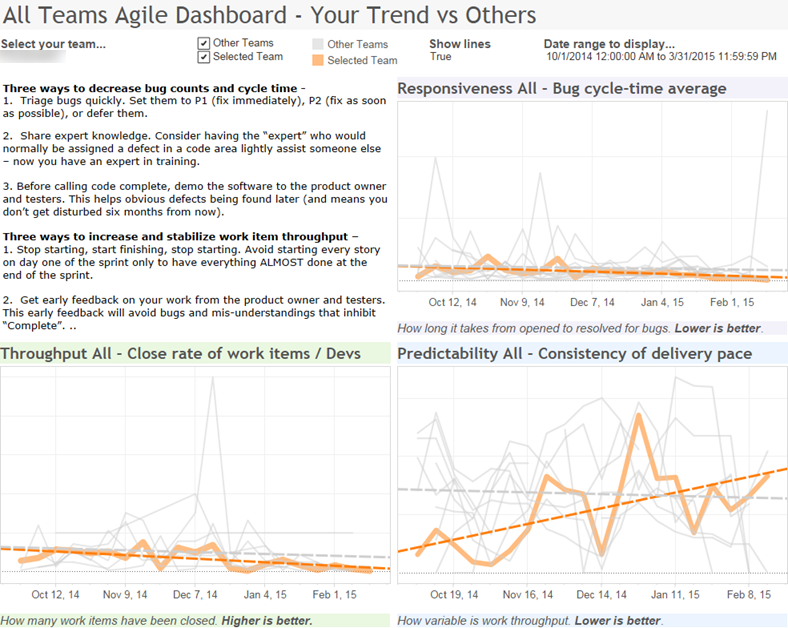 All Teams Agile Dashboard - Your Trend vs Others
Select your team...
Other Teams
Selected Team
Other Teams
Selected Team
Show lines
True
Date range to display...
10/1/2014 12:00:00 AM to 3/31/2015 11:59:59 PM
Three ways to decrease bug counts and cycle time -
1. Triage bugs quickly. Set them to P1 (fix immediately), P2 (fix as soon
as possible), or defer them.
2. Share expert knowledge. Consider having the “expert” who would
normally be assigned a defect in a code area lightly assist someone else
– now you have an expert in training.
3. Before calling code complete, demo the software to the product owner
and testers. This helps obvious defects being found later (and means you
don’t get disturbed six months from now).
Three ways to increase and stabilize work item throughput –
1. Stop starting, start finishing, stop starting. Avoid starting every story
on day one of the sprint only to have everything ALMOST done at the
end of the sprint.
2. Get early feedback on your work from the product owner and testers.
This early feedback will avoid bugs and mis-understandings that inhibit
“Complete”. ..
Responsiveness All - Bug cycle-time average
Oct 12, 14 Nov 9, 14 Dec 7, 14 Jan 4, 15 Feb 1, 15
How long it takes from opened to resolved for bugs. Lower is better.
Throughput All - Close rate of work items / Devs
Oct 12, 14 Nov 9, 14 Dec 7, 14 Jan 4, 15 Feb 1, 15
How many work items have been closed. Higher is better.
Predictability All - Consistency of delivery pace
Oct 19, 14 Nov 16, 14 Dec 14, 14 Jan 11, 15 Feb 8, 15
How variable is work throughput. Lower is better.